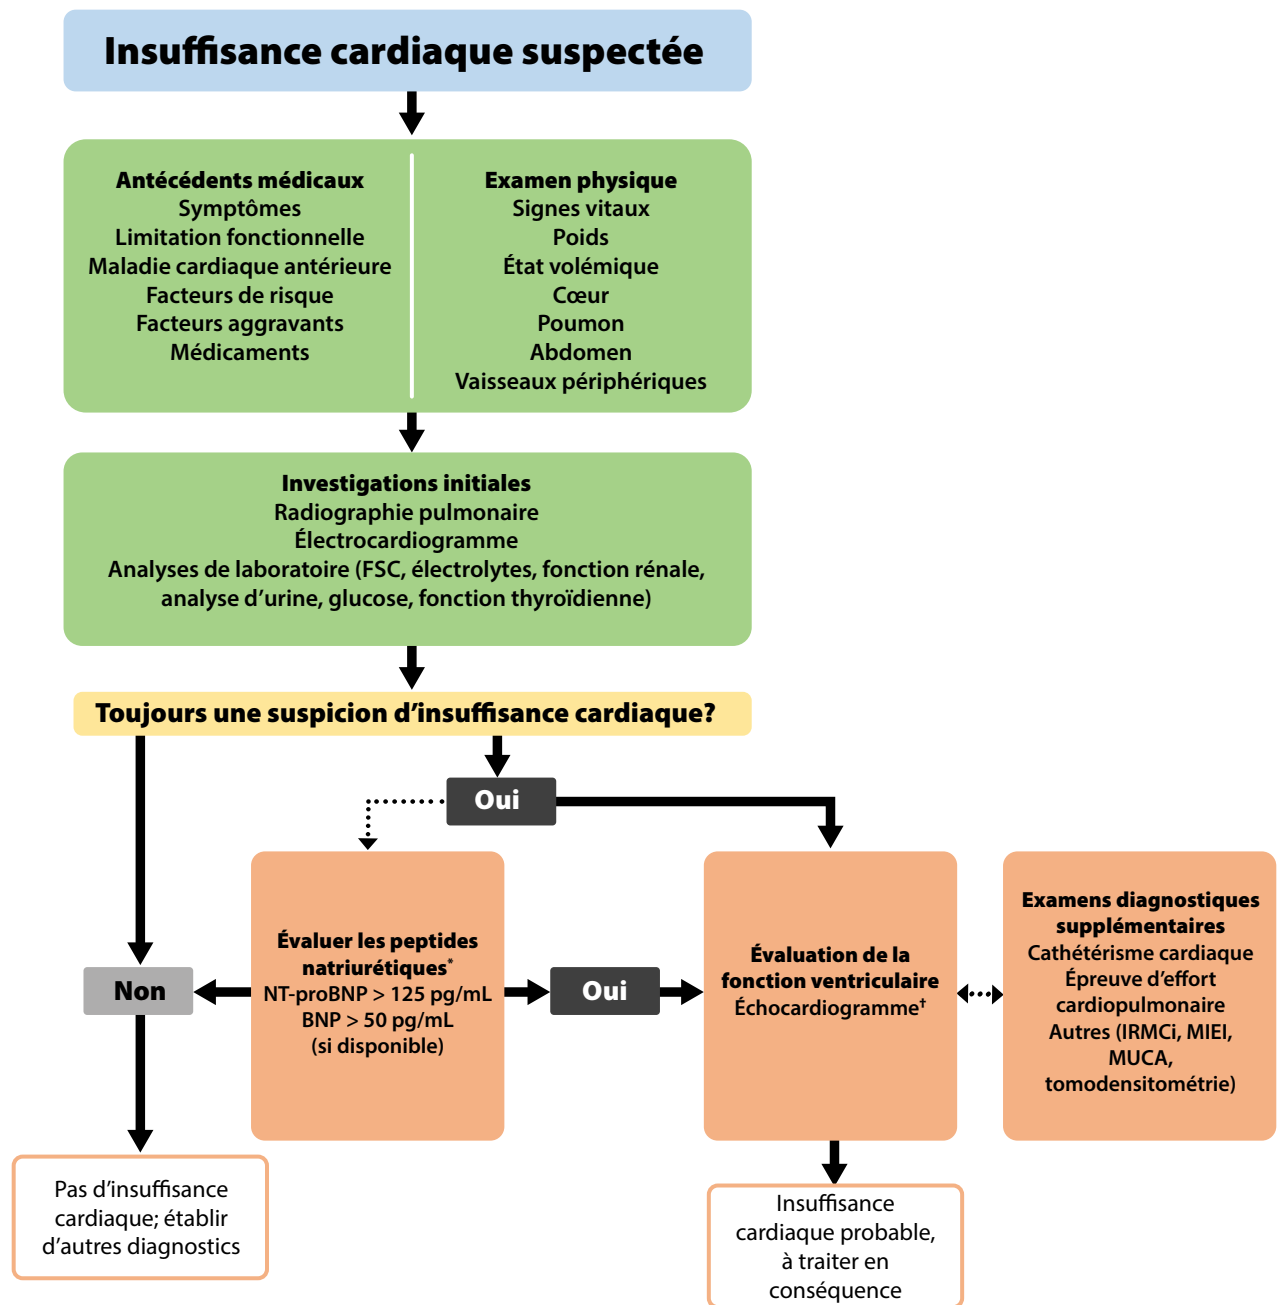 Insuffisance cardiaque suspectée
Antécédents médicaux
Symptômes
Limitation fonctionnelle
Maladie cardiaque antérieure
Facteurs de risque
Facteurs aggravants
Médicaments
Examen physique
Signes vitaux
Poids
État volémique
Cœur
Poumon
Abdomen
Vaisseaux périphériques
Investigations initiales
Radiographie pulmonaire
Électrocardiogramme
Analyses de laboratoire (FSC, électrolytes, fonction rénale,
analyse d’urine, glucose, fonction thyroïdienne)
Toujours une suspicion d’insuffisance cardiaque?
Oui
Non
Évaluer les peptides
natriurétiques*
NT-proBNP > 125 pg/mL
BNP > 50 pg/mL
(si disponible)
Oui
Évaluation de la
fonction ventriculaire
Échocardiogramme†
Examens diagnostiques
supplémentaires
Cathétérisme cardiaque
Épreuve d’effort
cardiopulmonaire
Autres (IRMCi, MIEI,
MUCA,
tomodensitométrie)
Pas d’insuffisance
cardiaque; établir
d’autres diagnostics
Insuffisance
cardiaque probable,
à traiter en
conséquence